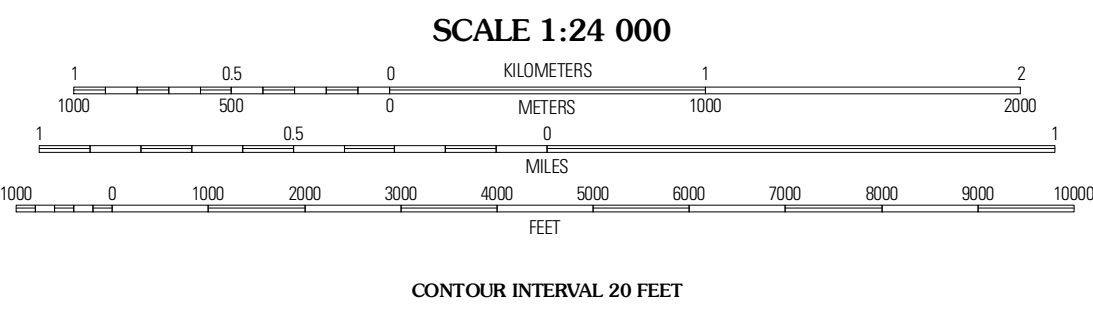 SCALE 1:24 000
KILOMETERS
1 0.5 0 1 2
1000 500 0 METERS 1000 2000
1 0.5 0 1
MILES
1000 0 1000 2000 3000 4000 5000 6000 7000 8000 9000 10000
FEET
CONTOUR INTERVAL 20 FEET